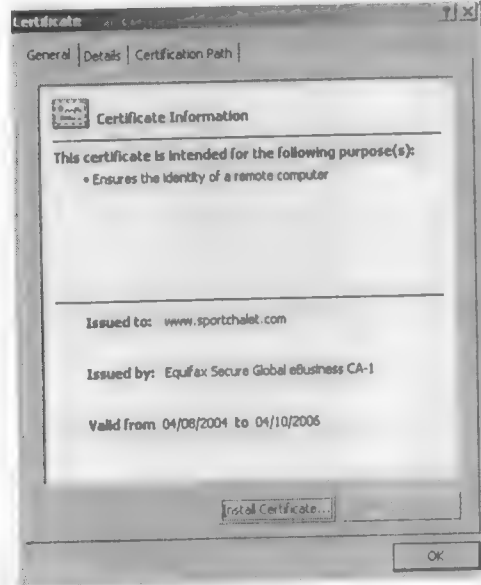 Certificate
? X
General Details Certification Path
Certificate Information
This certificate is intended for the following purpose(s):
• Ensures the identity of a remote computer
Issued to: www.sportchalet.com
Issued by: Equifax Secure Global eBusiness CA-1
Valid from 04/08/2004 to 04/10/2006
Install Certificate...
OK